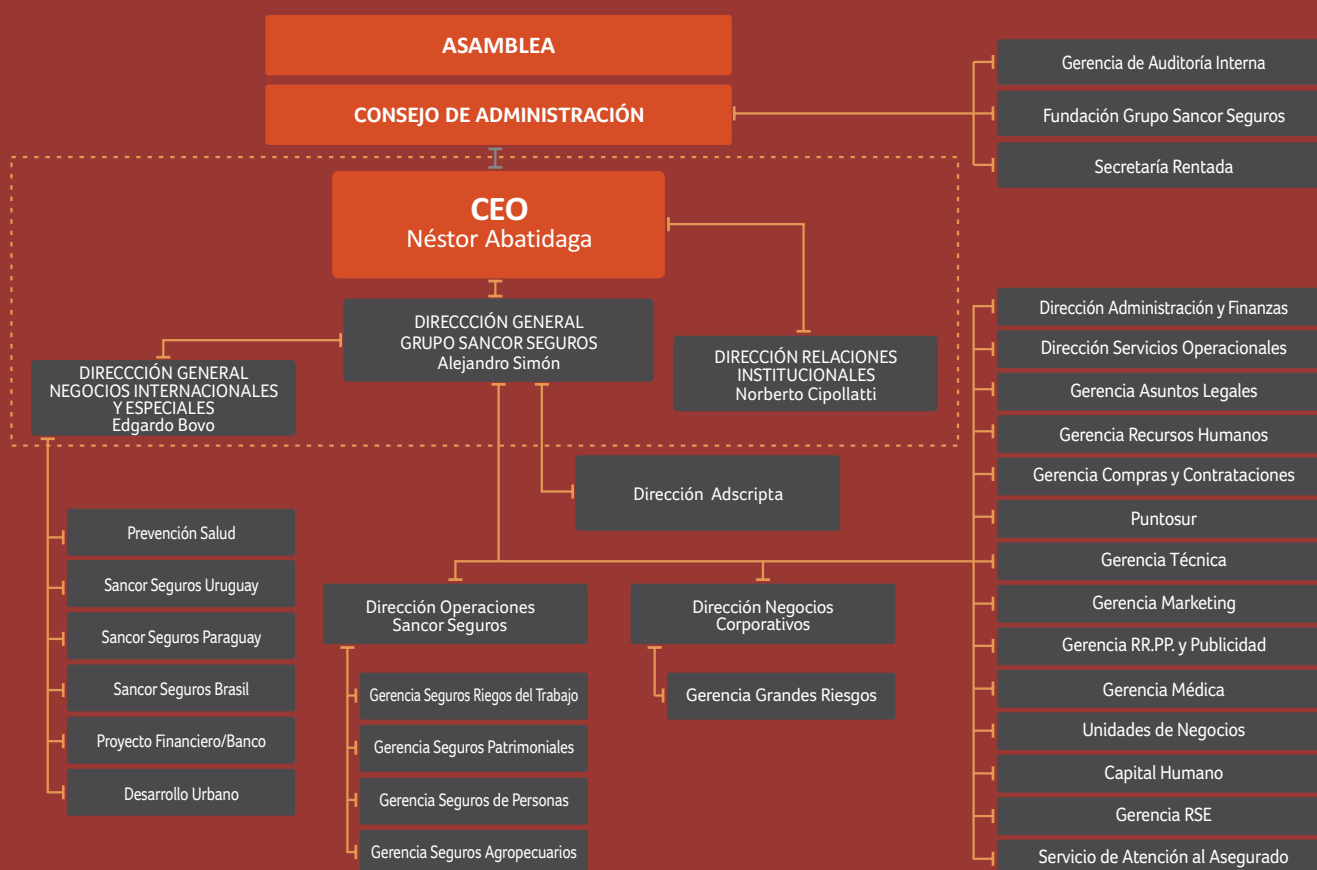 ASAMBLEA
CONSEJO DE ADMINISTRACIÓN
Gerencia de Auditoría Interna
Fundación Grupo Sancor Seguros
Secretaría Rentada
CEO
Néstor Abatidaga
DIRECCCIÓN GENERAL
GRUPO SANCOR SEGUROS
Alejandro Simón
DIRECCIÓN RELACIONES
INSTITUCIONALES
Norberto Cipollatti
DIRECCCIÓN GENERAL
NEGOCIOS INTERNACIONALES
Y ESPECIALES
Edgardo Bovo
Dirección Adscripta
Prevención Salud
Sancor Seguros Uruguay
Sancor Seguros Paraguay
Sancor Seguros Brasil
Proyecto Financiero/Banco
Desarrollo Urbano
Dirección Operaciones
Sancor Seguros
Gerencia Seguros Riegos del Trabajo
Gerencia Seguros Patrimoniales
Gerencia Seguros de Personas
Gerencia Seguros Agropecuarios
Dirección Negocios
Corporativos
Gerencia Grandes Riesgos
Dirección Administración y Finanzas
Dirección Servicios Operacionales
Gerencia Asuntos Legales
Gerencia Recursos Humanos
Gerencia Compras y Contrataciones
Puntosur
Gerencia Técnica
Gerencia Marketing
Gerencia RR.PP. y Publicidad
Gerencia Médica
Unidades de Negocios
Capital Humano
Gerencia RSE
Servicio de Atención al Asegurado